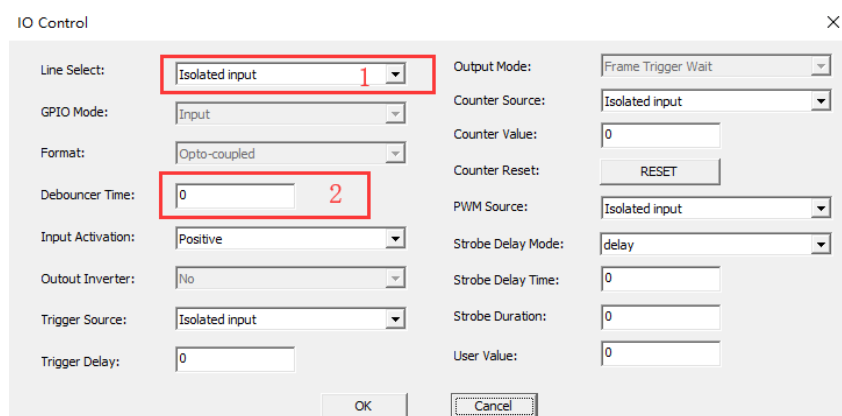 IO Control
Line Select: Isolated input 1
GPIO Mode: Input
Format: Opto-coupled
Debouncer Time: 0 2
Input Activation: Positive
Outout Inverter: No
Trigger Source: Isolated input
Trigger Delay: 0
Output Mode: Frame Trigger Wait
Counter Source: Isolated input
Counter Value: 0
Counter Reset: RESET
PWM Source: Isolated input
Strobe Delay Mode: delay
Strobe Delay Time: 0
Strobe Duration: 0
User Value: 0
OK Cancel